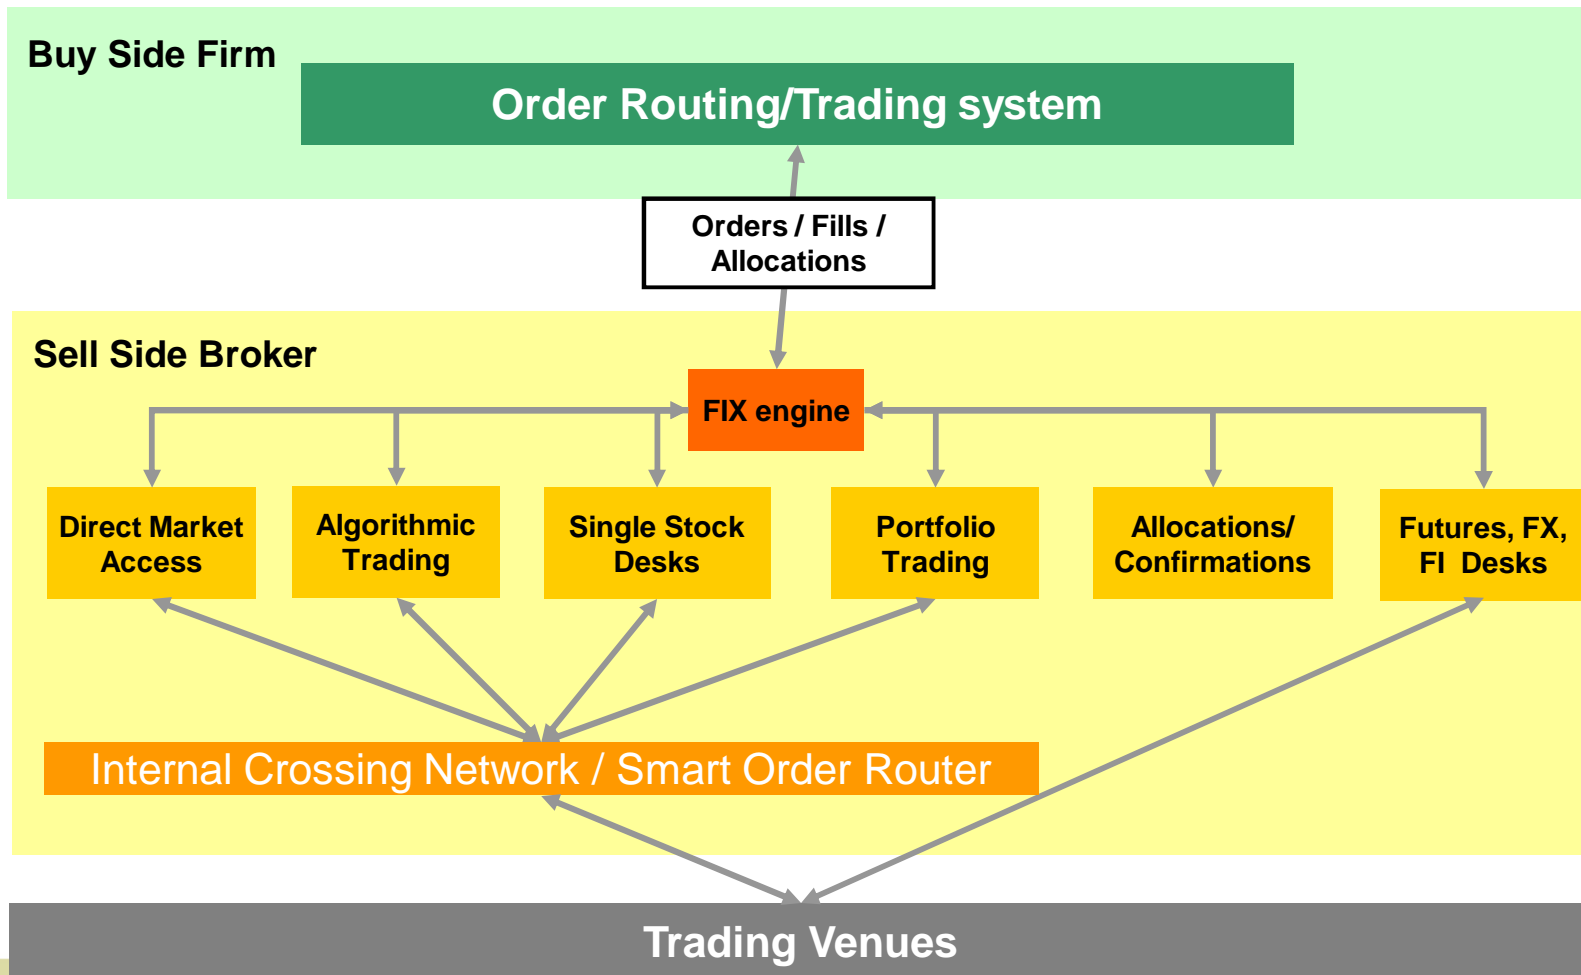 Buy Side Firm
Order Routing/Trading system
Orders / Fills /
Allocations
Sell Side Broker
FIX engine
Direct Market
Access
Algorithmic
Trading
Single Stock
Desks
Portfolio
Trading
Allocations/
Confirmations
Futures, FX,
FI Desks
Internal Crossing Network / Smart Order Router
Trading Venues